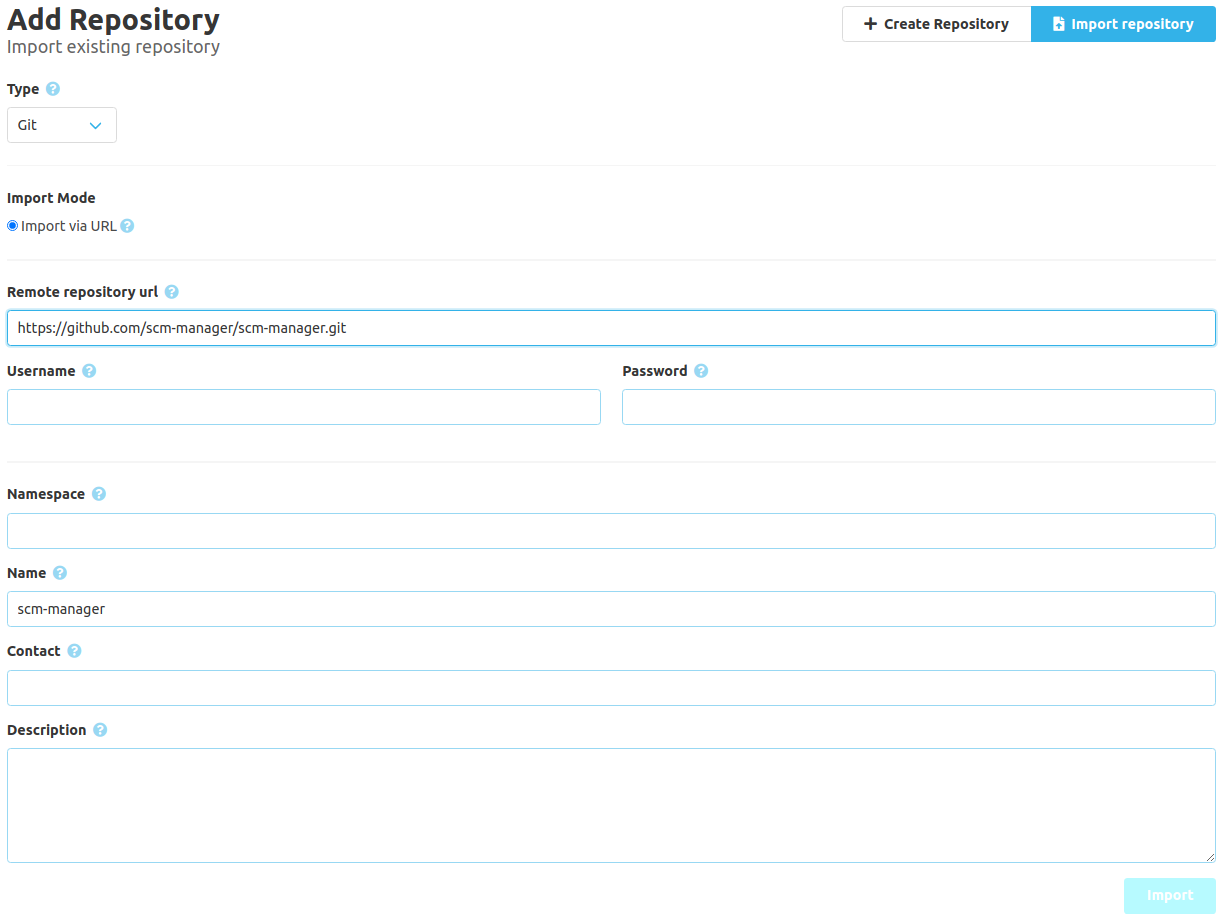 Add Repository
Import existing repository
Create Repository
Import repository
Type ?
Git
Import Mode
Import via URL ?
Remote repository url ?
https://github.com/scm-manager/scm-manager.git
Username ?
Password ?
Namespace ?
Name ?
scm-manager
Contact ?
Description ?
Import